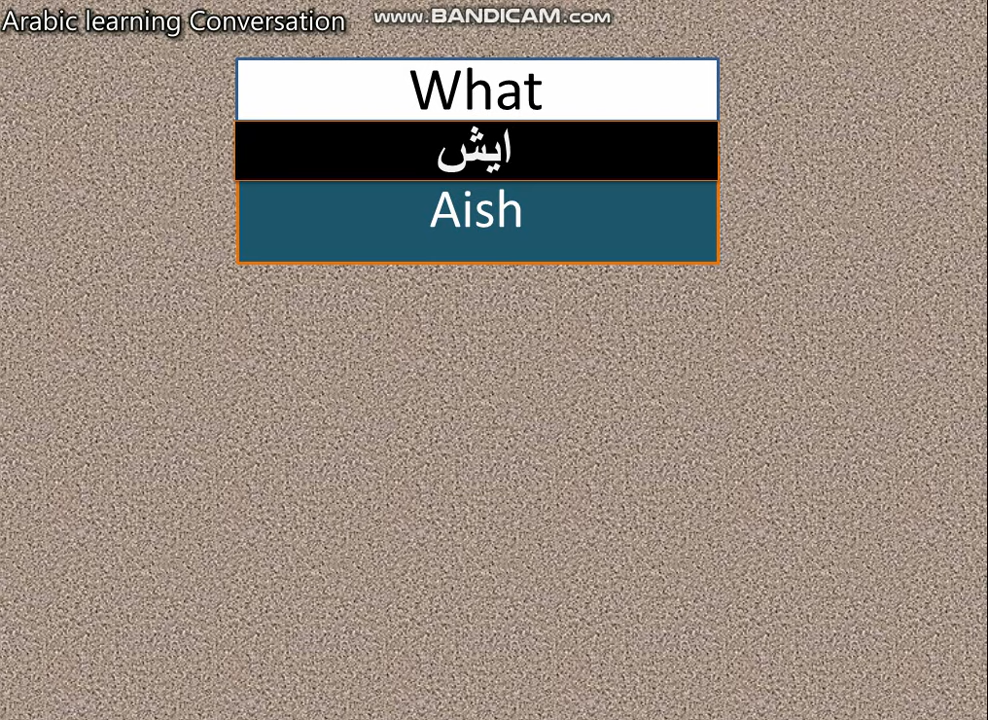 Arabic learning Conversation
www.BANDICAM.com
What
ايش
Aish